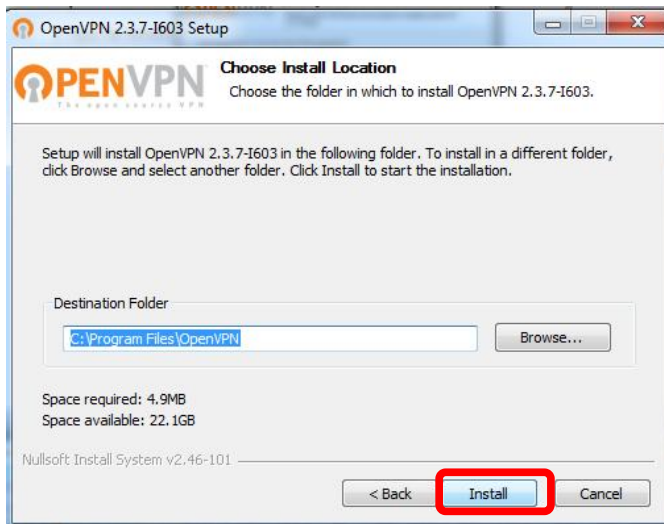 OpenVPN 2.3.7-I603 Setup
OPENVPN
The open source VPN
Choose Install Location
Choose the folder in which to install OpenVPN 2.3.7-I603.
Setup will install OpenVPN 2.3.7-I603 in the following folder. To install in a different folder,
click Browse and select another folder. Click Install to start the installation.
Destination Folder
C:\Program Files\OpenVPN
Browse...
Space required: 4.9MB
Space available: 22.1GB
Nullsoft Install System v2.46-101
< Back
Install
Cancel